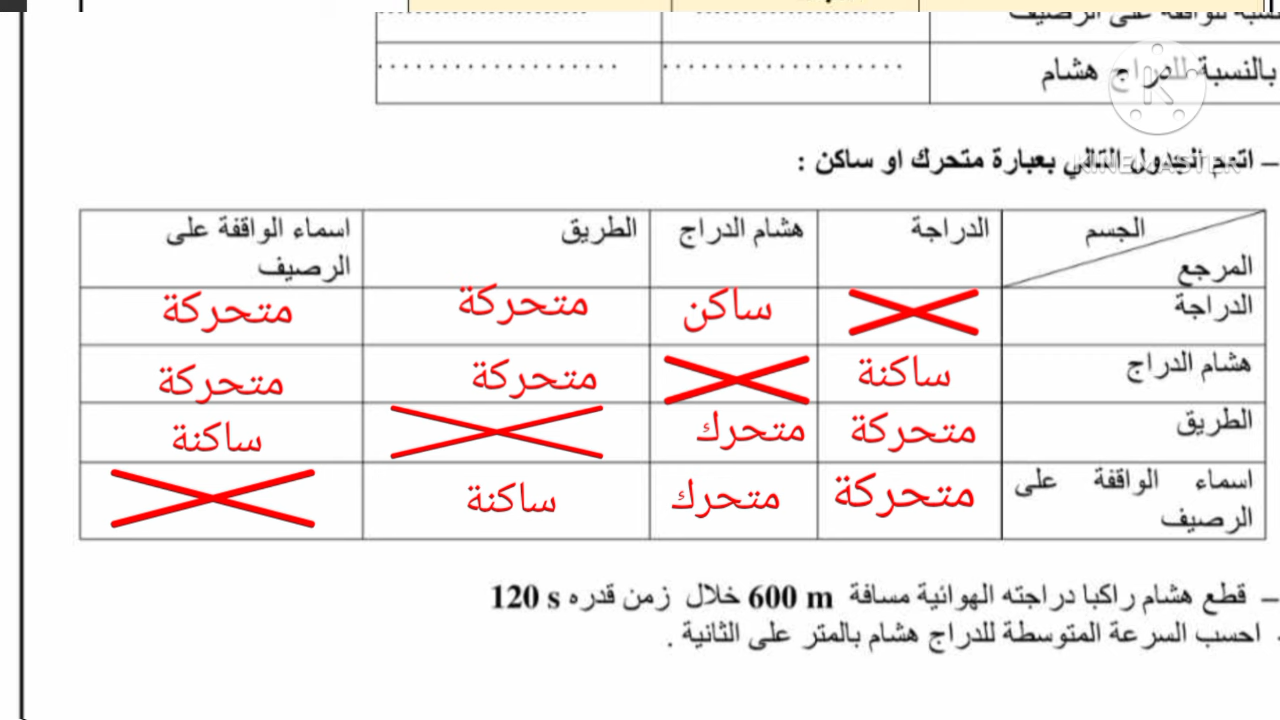 بالنسبة للدراج هشام .................. ..................
– اتمم الجدول التالي بعبارة متحرك او ساكن :
KINEMASTER
الجسم الدراجة هشام الدراج الطريق اسماء الواقفة على الرصيف
المرجع
الدراجة ساكن متحركة متحركة
هشام الدراج ساكنة متحركة متحركة
الطريق متحركة متحرك ساكنة
اسماء الواقفة على الرصيف متحركة متحرك ساكنة
– قطع هشام راكبا دراجته الهوائية مسافة 600 m خلال زمن قدره 120 s
احسب السرعة المتوسطة للدراج هشام بالمتر على الثانية .